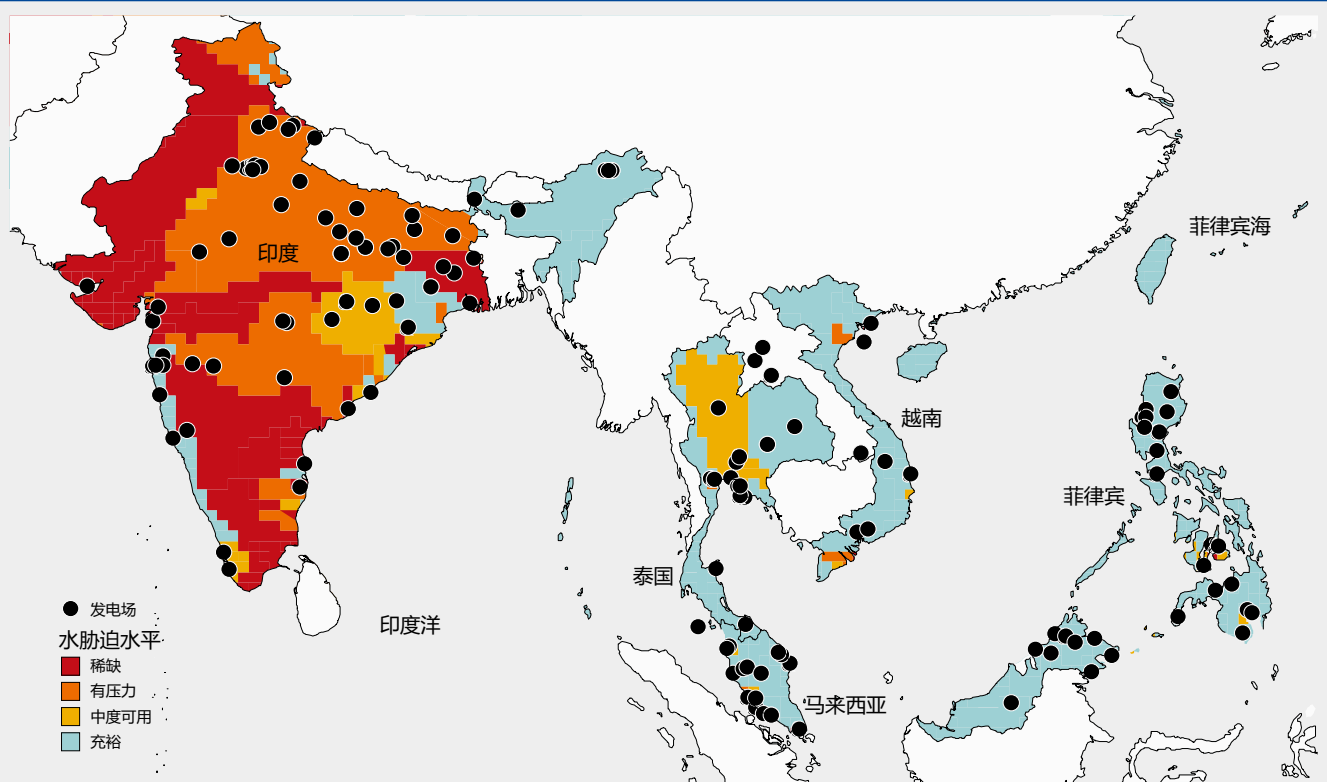 菲律宾海
印度
越南
菲律宾
泰国
印度洋
马来西亚
发电场
水胁迫水平
稀缺
有压力
中度可用
充裕